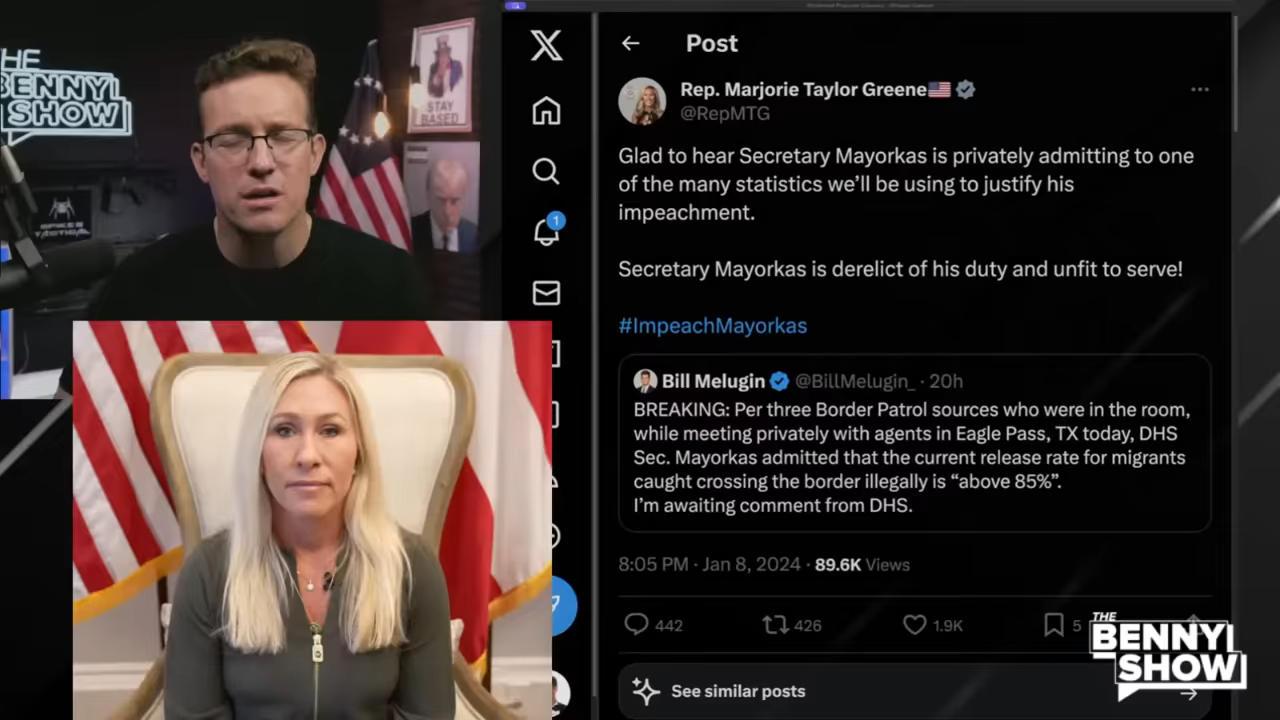 THE
BENNY
SHOW
STAY
BASED
SPIKE'S
TACTICAL
Post
Rep. Marjorie Taylor Greene
@RepMTG
Glad to hear Secretary Mayorkas is privately admitting to one
of the many statistics we’ll be using to justify his
impeachment.
Secretary Mayorkas is derelict of his duty and unfit to serve!
#ImpeachMayorkas
Bill Melugin @BillMelugin_ · 20h
BREAKING: Per three Border Patrol sources who were in the room,
while meeting privately with agents in Eagle Pass, TX today, DHS
Sec. Mayorkas admitted that the current release rate for migrants
caught crossing the border illegally is “above 85%”.
I’m awaiting comment from DHS.
8:05 PM · Jan 8, 2024 · 89.6K Views
442 426 1.9K 5
See similar posts
1
THE
BENNY
SHOW